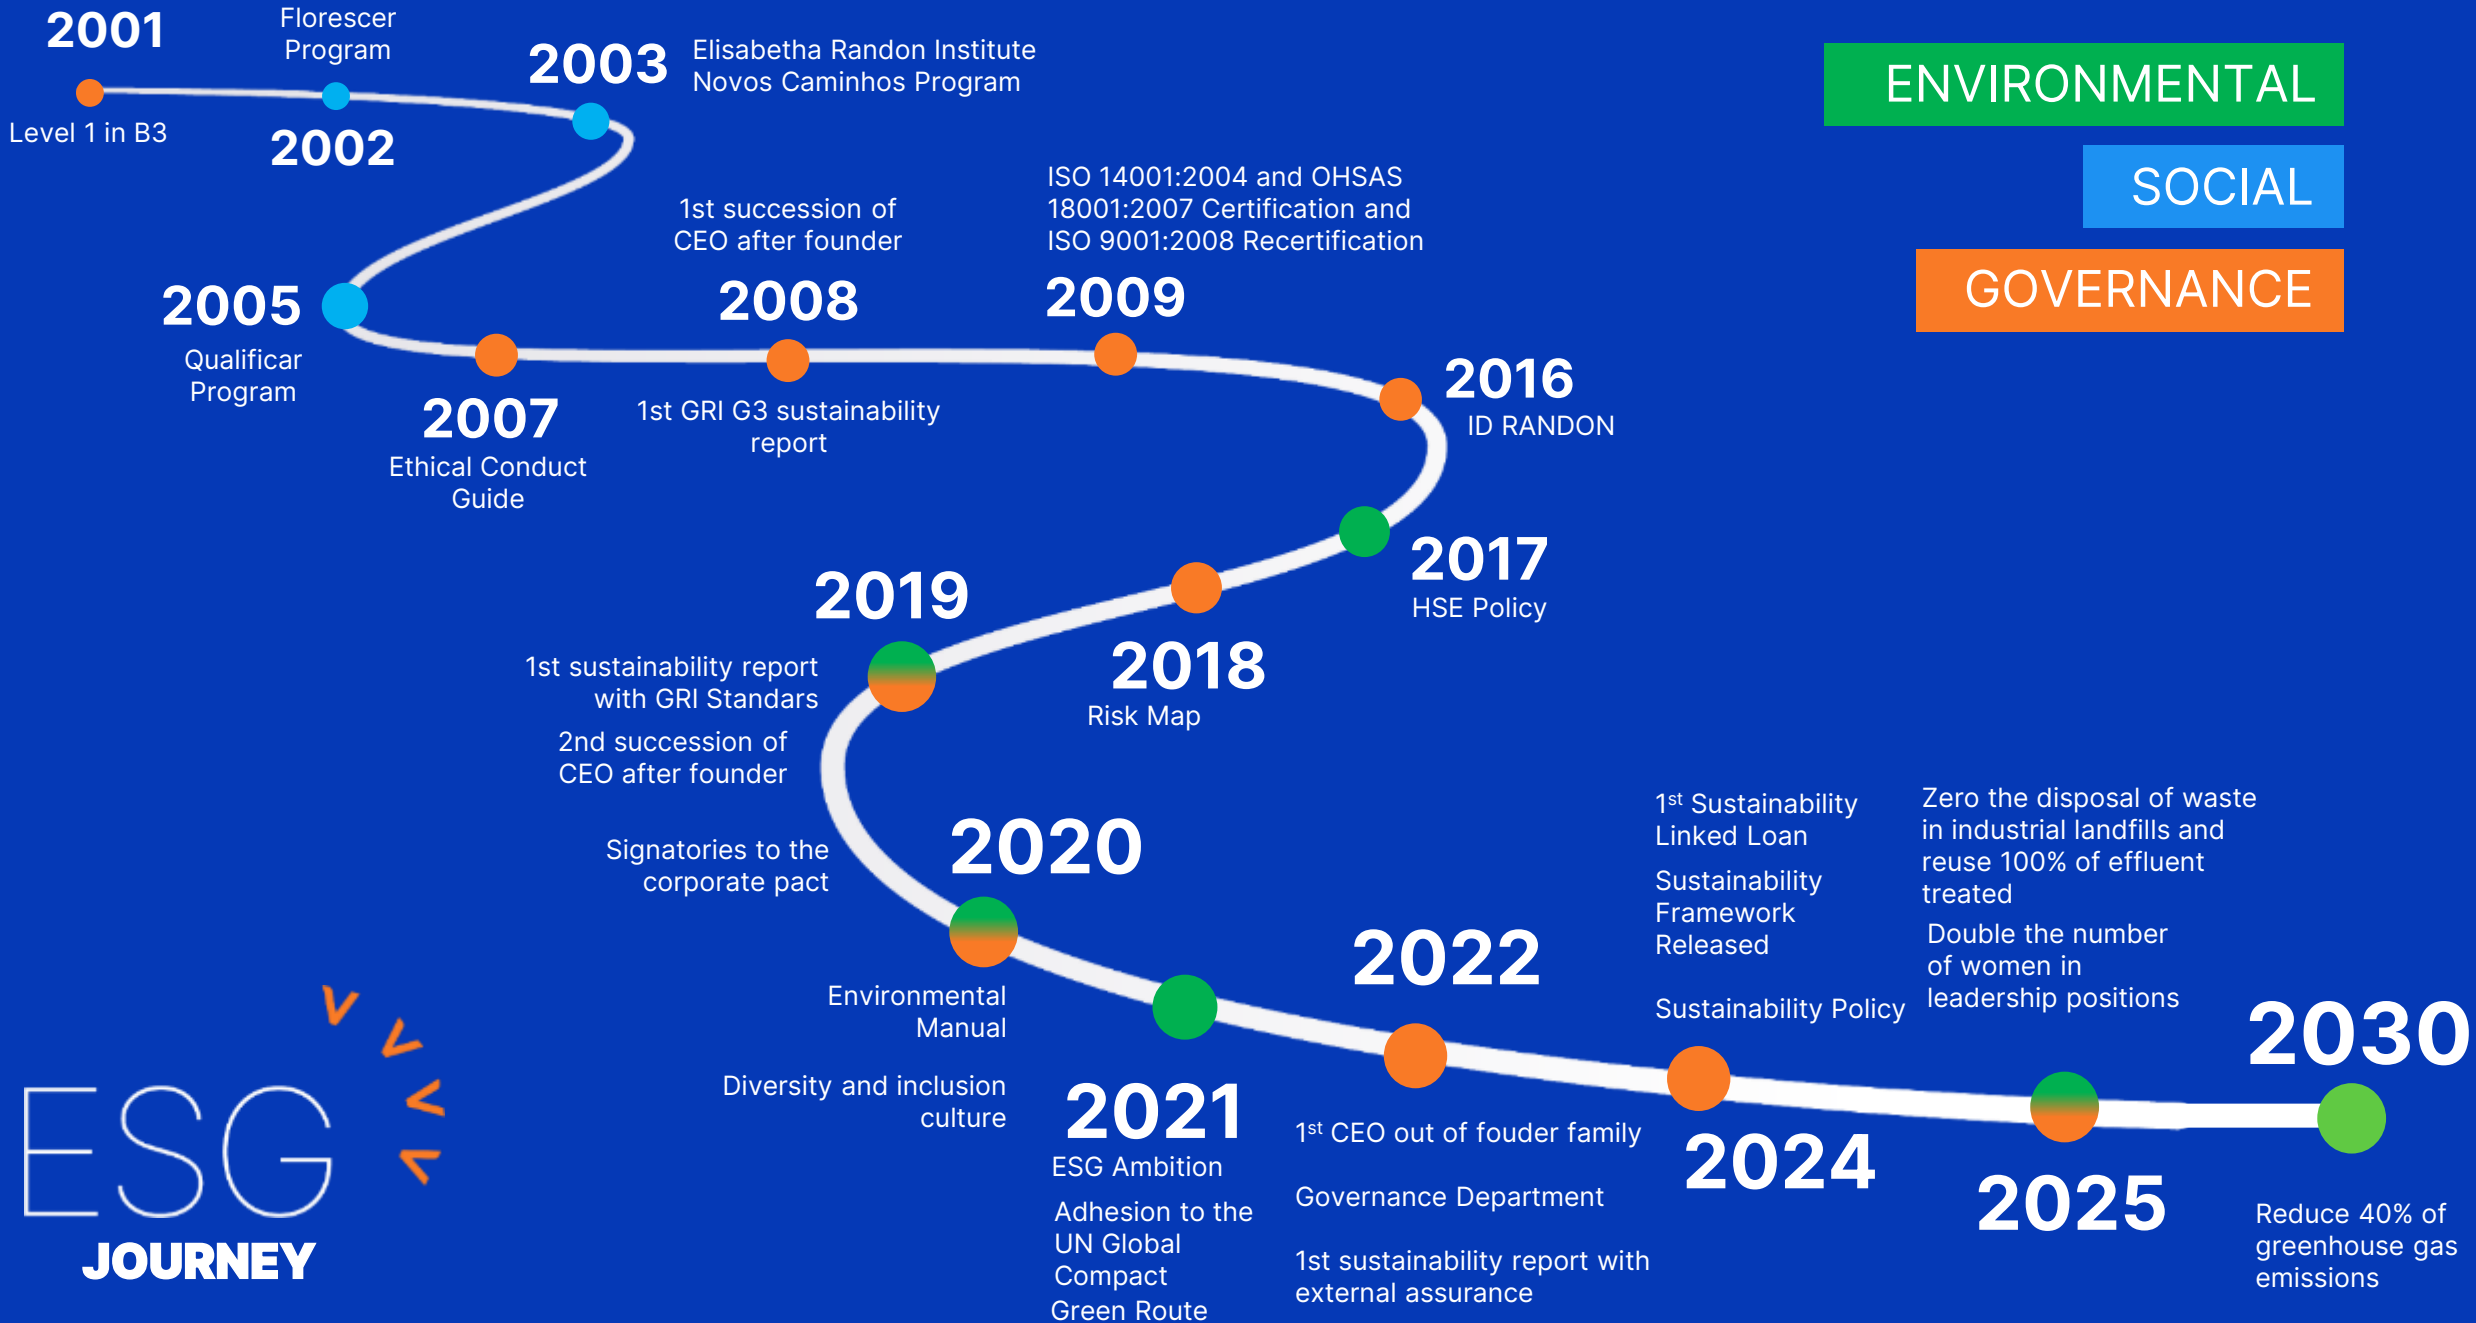 2001
Level 1 in B3
Florescer
Program
2002
2003
Elisabetha Randon Institute
Novos Caminhos Program
ENVIRONMENTAL
SOCIAL
GOVERNANCE
2005
Qualificar
Program
2007
Ethical Conduct
Guide
1st succession of
CEO after founder
2008
1st GRI G3 sustainability
report
ISO 14001:2004 and OHSAS
18001:2007 Certification and
ISO 9001:2008 Recertification
2009
2016
ID RANDON
2017
HSE Policy
2018
Risk Map
2019
1st sustainability report
with GRI Standars
2nd succession of
CEO after founder
Signatories to the
corporate pact
2020
Environmental
Manual
Diversity and inclusion
culture
2021
ESG Ambition
Adhesion to the
UN Global
Compact
Green Route
2022
1st CEO out of fouder family
Governance Department
1st sustainability report with
external assurance
1st Sustainability
Linked Loan
Sustainability
Framework
Released
Sustainability Policy
2024
Zero the disposal of waste
in industrial landfills and
reuse 100% of effluent
treated
Double the number
of women in
leadership positions
2025
2030
Reduce 40% of
greenhouse gas
emissions
ESG
JOURNEY